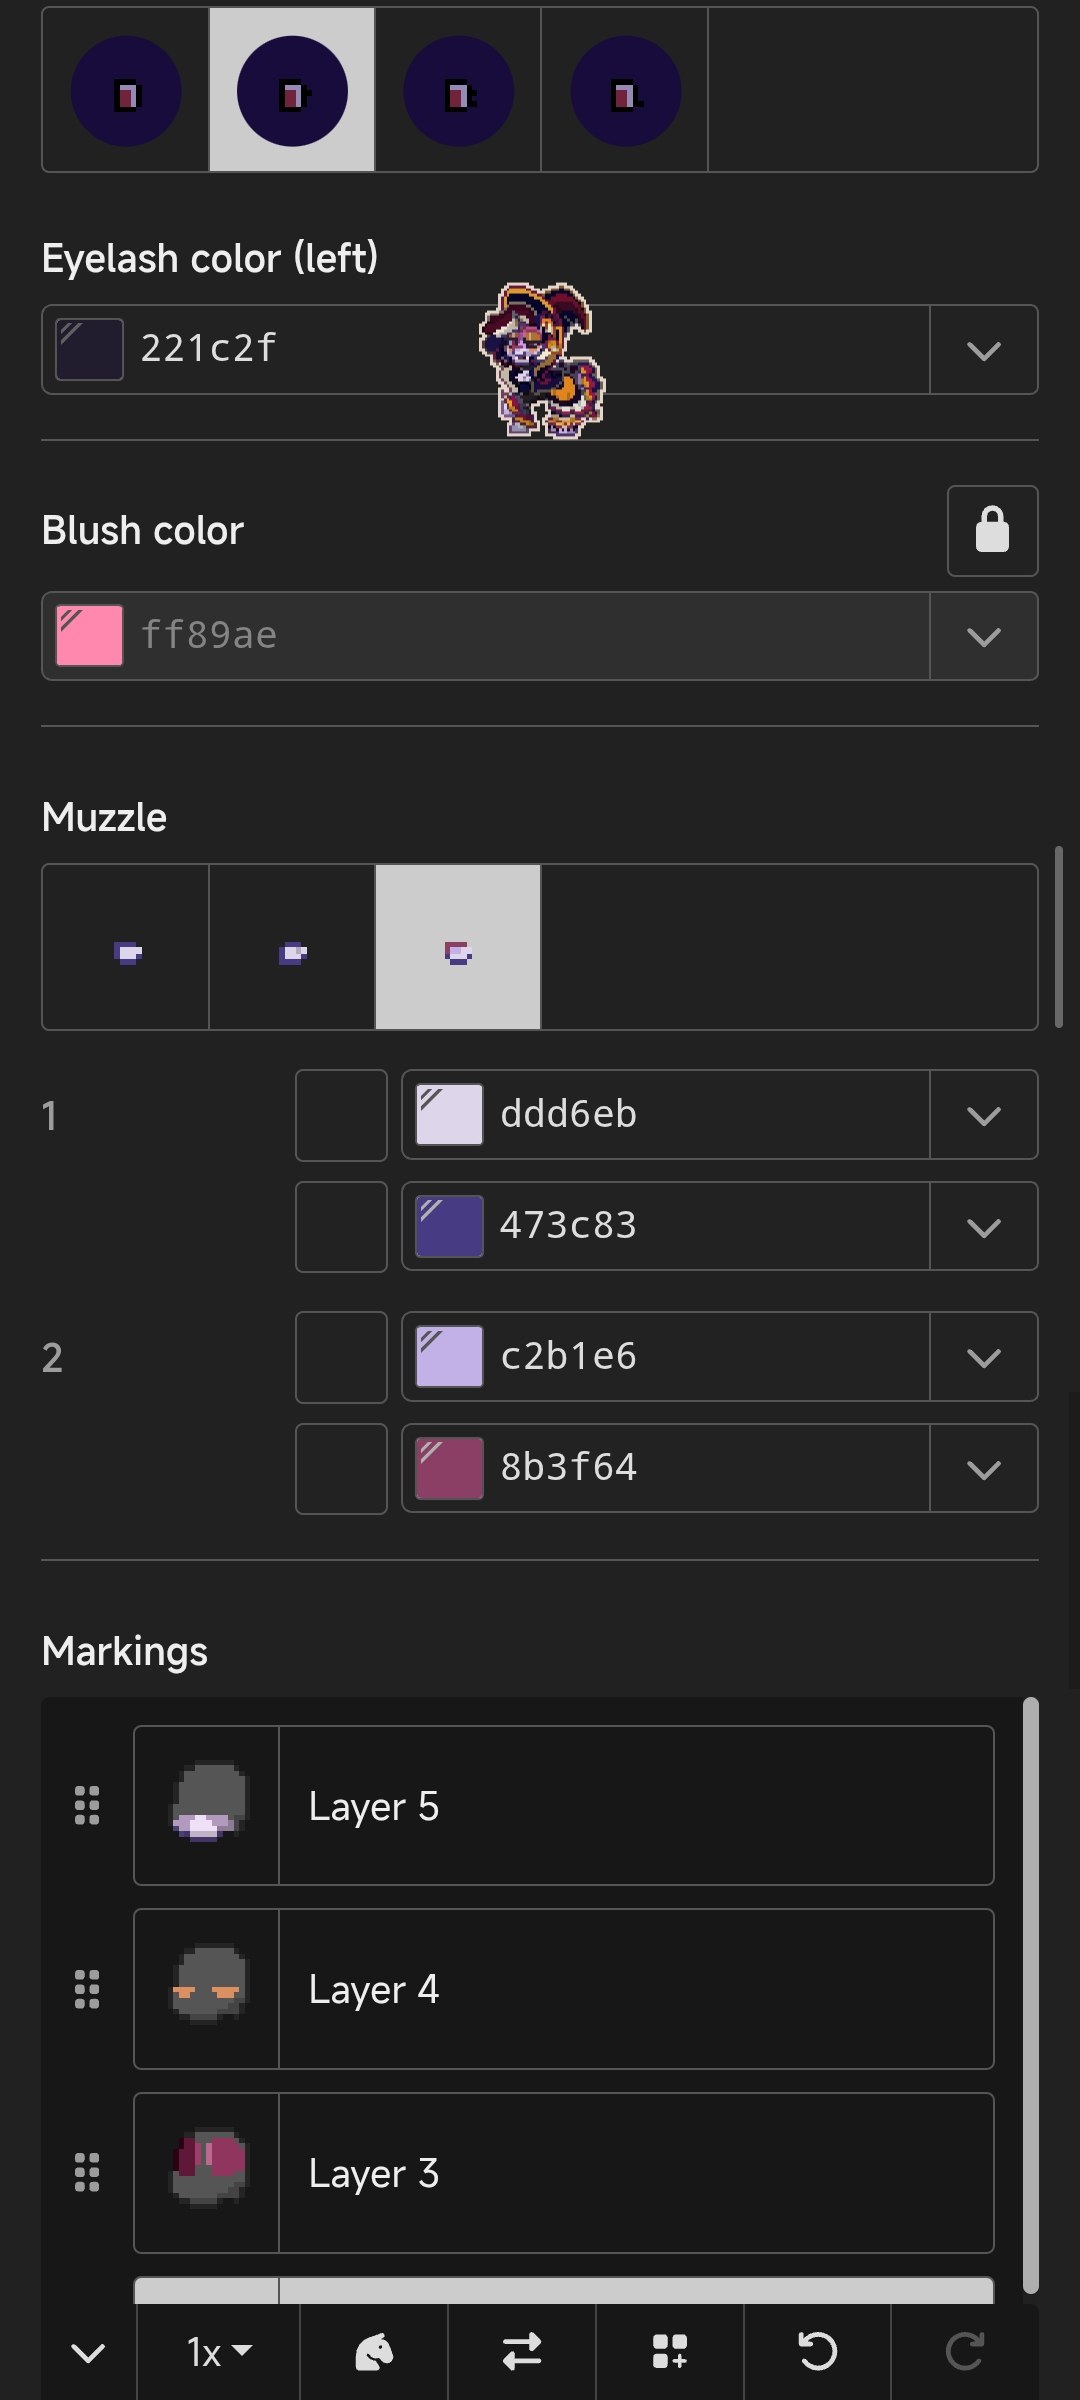 Eyelash color (left)
221c2f
Blush color
ff89ae
Muzzle
1
ddd6eb
473c83
2
c2b1e6
8b3f64
Markings
Layer 5
Layer 4
Layer 3
1x